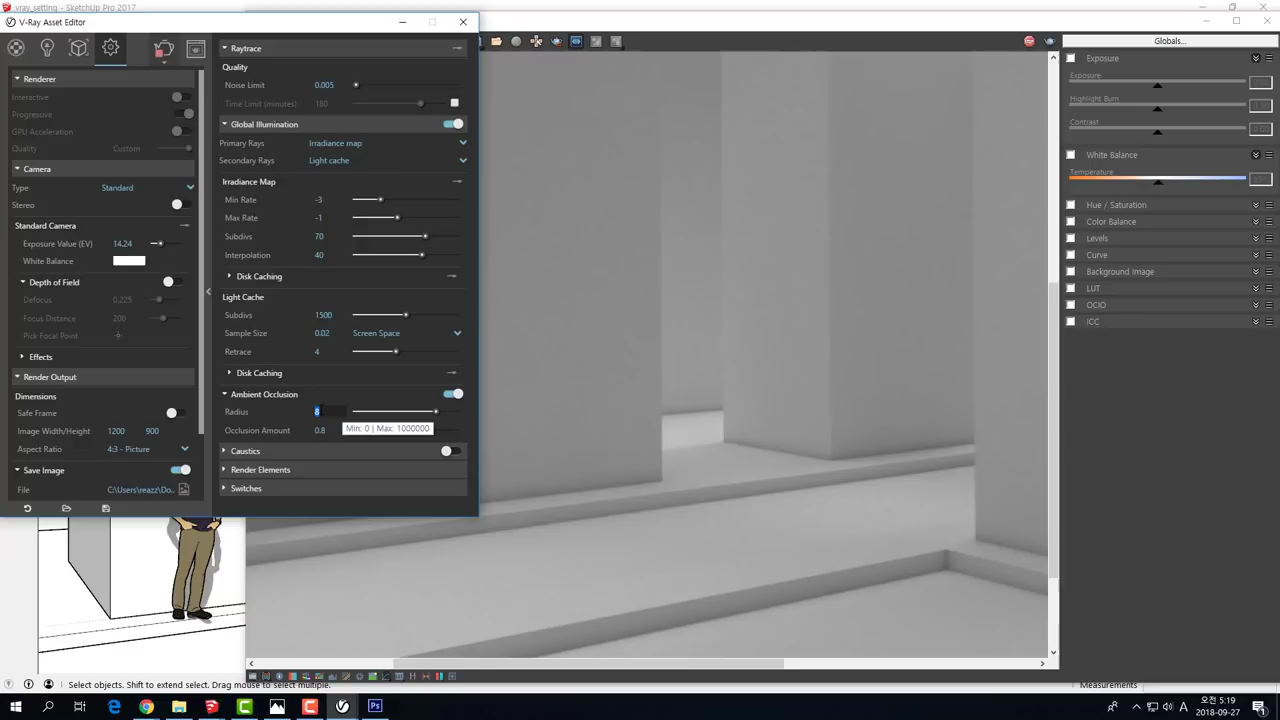 vray_setting - SketchUp Pro 2017
V-Ray Asset Editor
Globals...
Raytrace
Exposure
Quality
Exposure
Renderer
Noise Limit 0.005
Interactive
Time Limit (minutes) 180
Highlight Burn
Progressive
Global Illumination
Contrast
GPU Acceleration
Primary Rays Irradiance map
Quality Custom
Secondary Rays Light cache
White Balance
Camera
Temperature
Irradiance Map
Type Standard
Min Rate -3
Stereo
Hue / Saturation
Max Rate -1
Color Balance
Standard Camera
Subdivs 70
Levels
Exposure Value (EV) 14.24
Interpolation 40
Curve
White Balance
Disk Caching
Background Image
Depth of Field
Light Cache
LUT
Defocus 0.225
OCIO
Focus Distance 200
Subdivs 1500
ICC
Pick Focal Point
Sample Size 0.02 Screen Space
Effects
Retrace 4
Render Output
Disk Caching
Dimensions
Ambient Occlusion
Safe Frame
Radius 8
Image Width/Height 1200 900
Occlusion Amount 0.8
Min: 0 | Max: 1000000
Aspect Ratio 4:3 - Picture
Caustics
Save Image
Render Elements
File C:\Users\reazz\Do..
Switches
Select objects. Shift to extend select. Drag mouse to select multiple.
Measurements
A
오전 5:19
2018-09-27